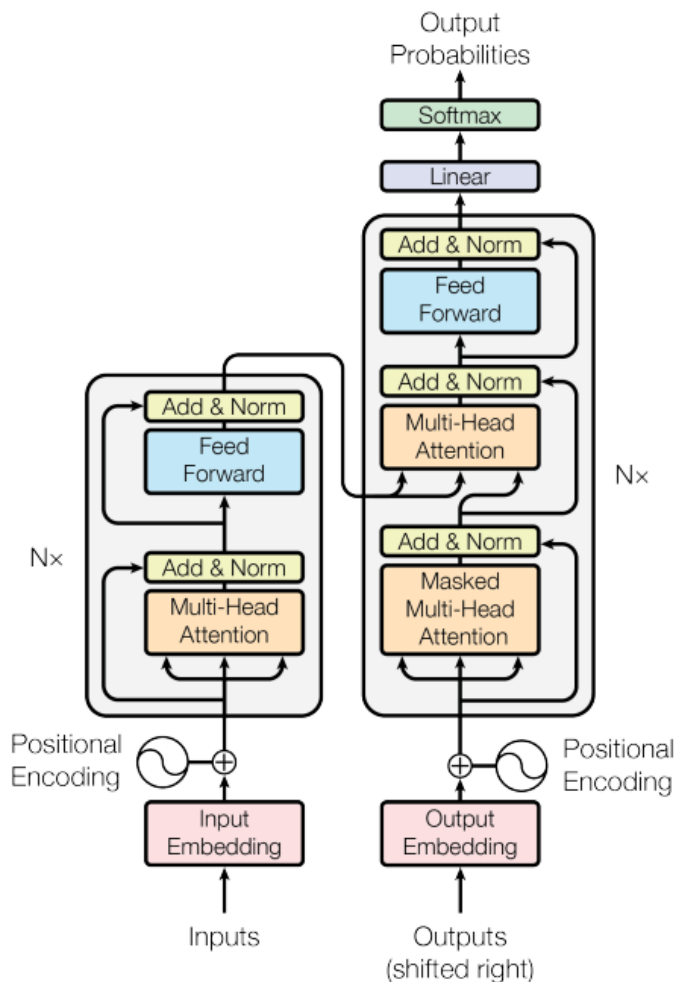 Output
Probabilities
Softmax
Linear
Add & Norm
Feed
Forward
Add & Norm
Multi-Head
Attention
Add & Norm
Masked
Multi-Head
Attention
N×
Add & Norm
Feed
Forward
Add & Norm
Multi-Head
Attention
N×
Positional
Encoding
Positional
Encoding
Input
Embedding
Output
Embedding
Inputs
Outputs
(shifted right)